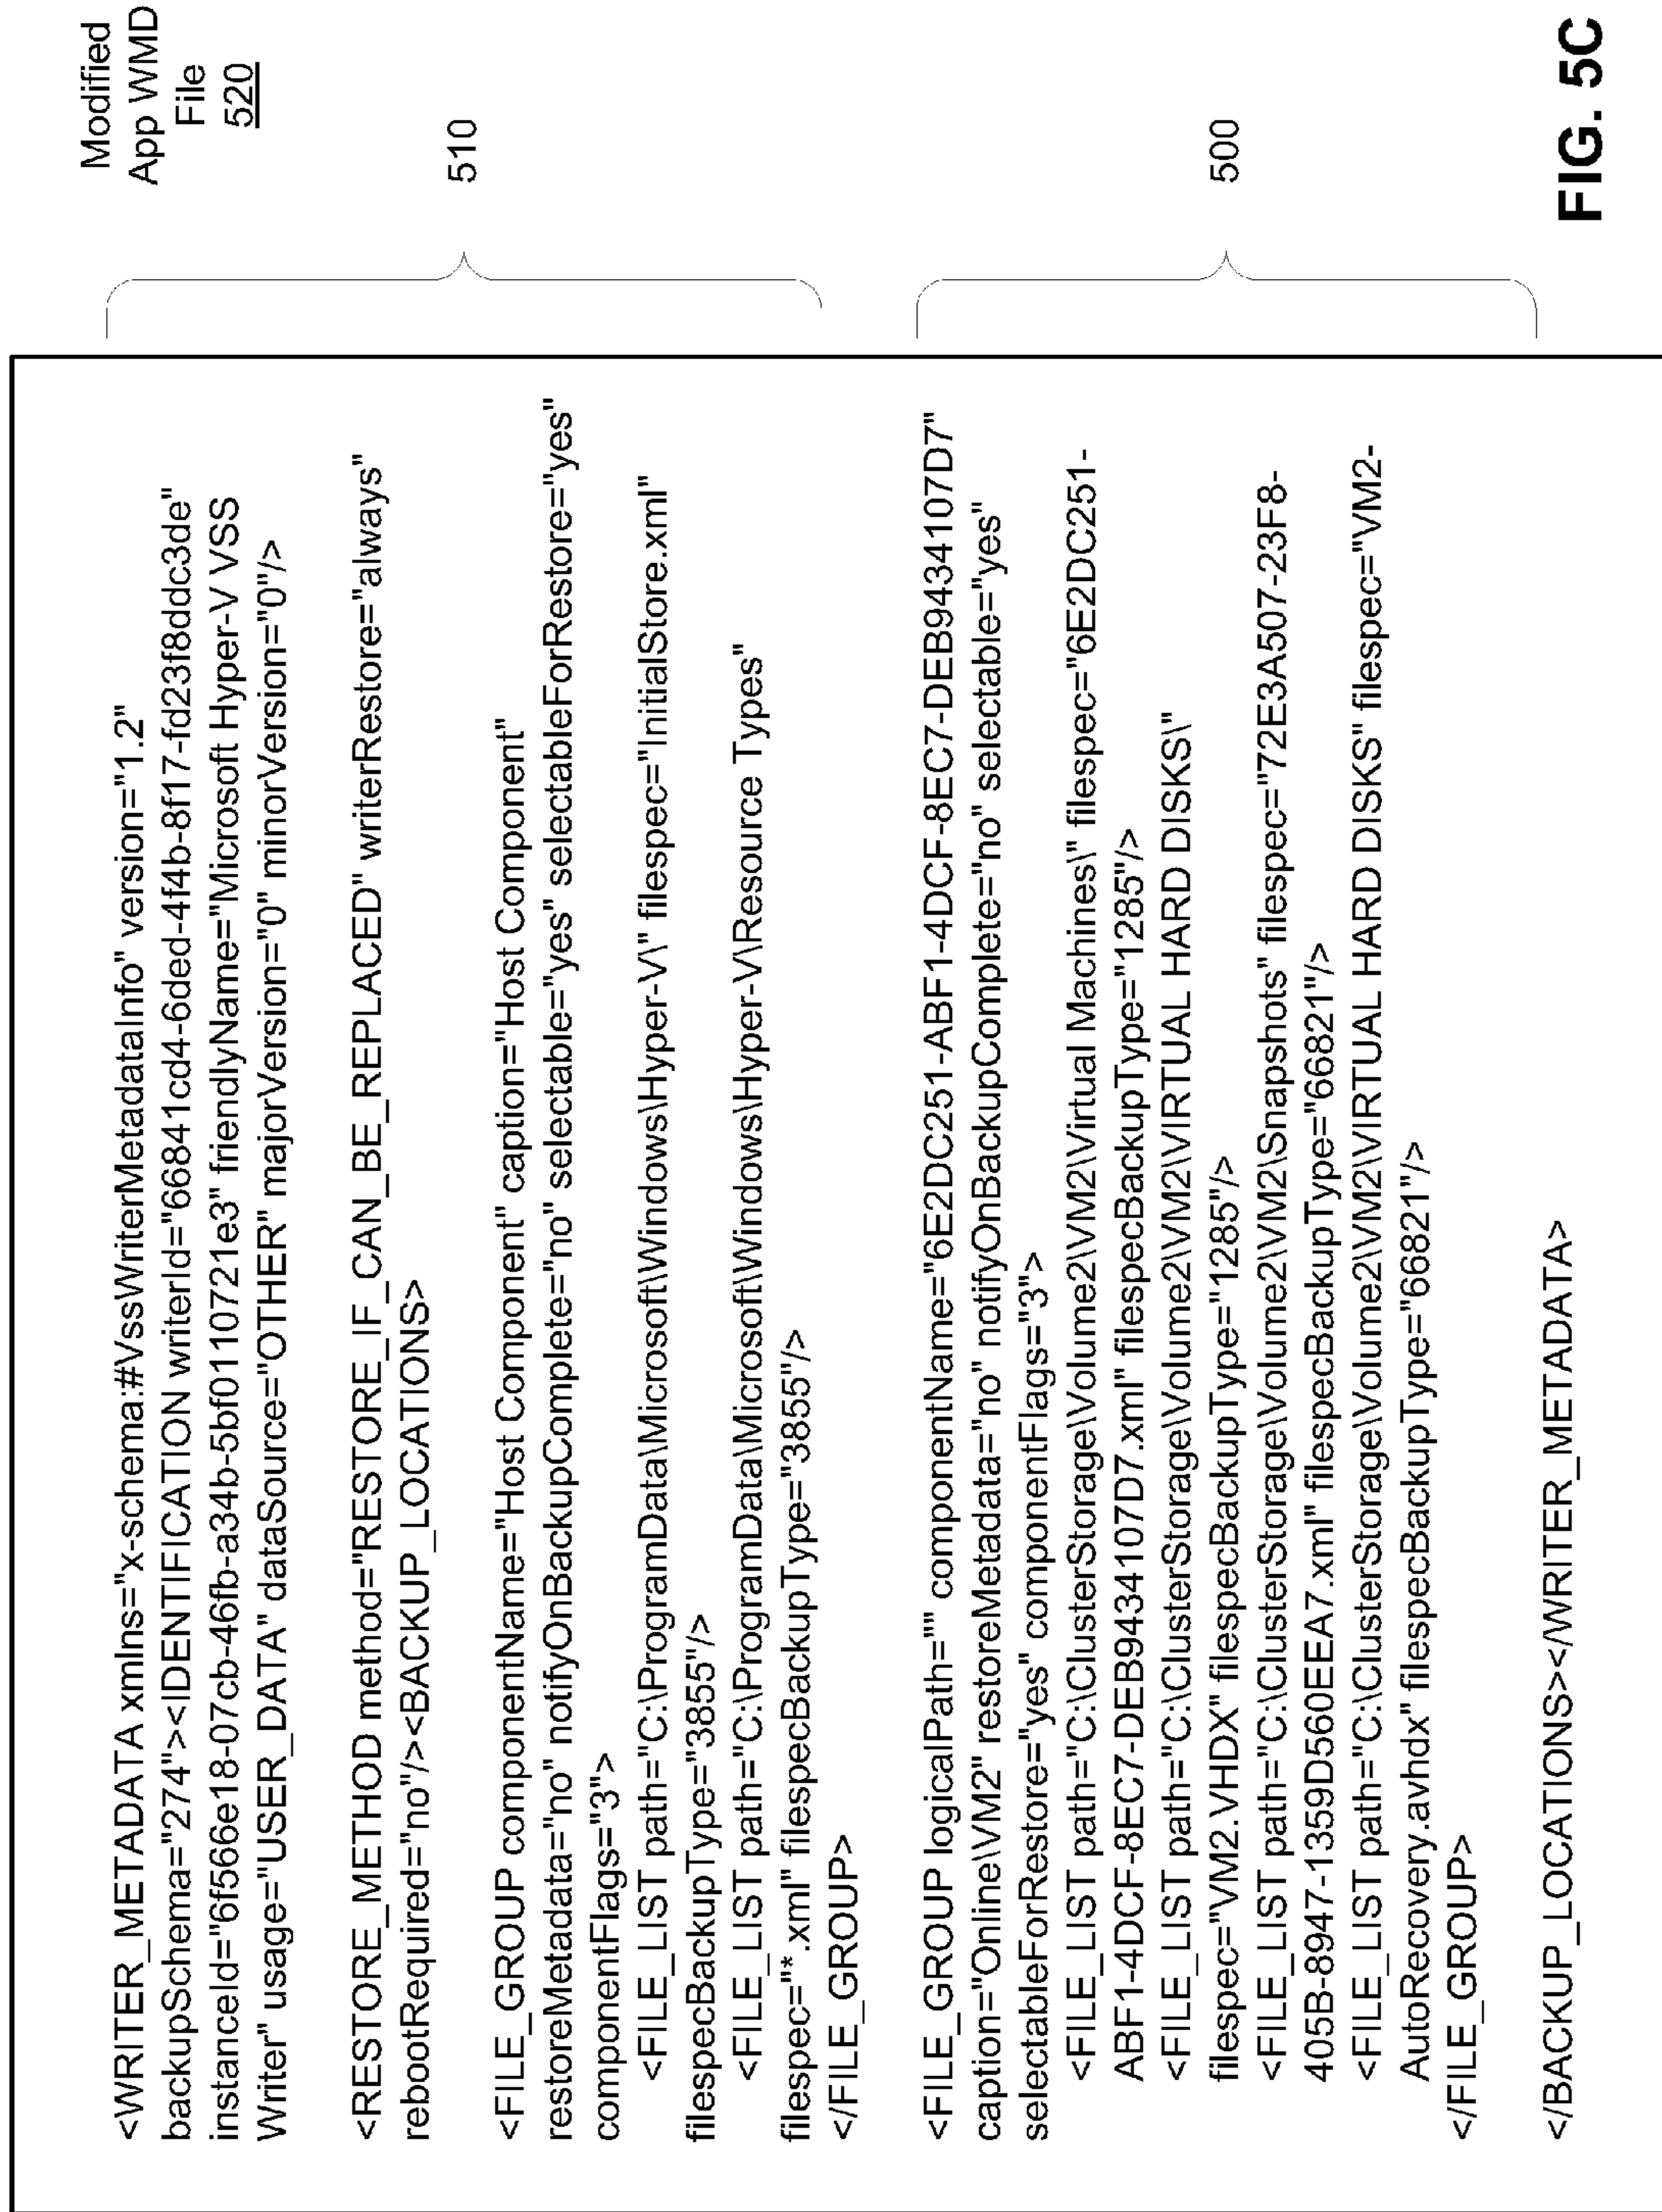 Modified
App WMD
File
520
<WRITER_METADATA xmlns="x-schema:#VssWriterMetadataInfo" version="1.2"
backupSchema="274"><IDENTIFICATION writerId="66841cd4-6ded-4f4b-8f17-fd23f8ddc3de"
instanceId="6f566e18-07cb-46fb-a34b-5bf0110721e3" friendlyName="Microsoft Hyper-V VSS
Writer" usage="USER_DATA" dataSource="OTHER" majorVersion="0" minorVersion="0"/>
<RESTORE_METHOD method="RESTORE_IF_CAN_BE_REPLACED" writerRestore="always"
rebootRequired="no"/><BACKUP_LOCATIONS>
<FILE_GROUP componentName="Host Component" caption="Host Component"
restoreMetadata="no" notifyOnBackupComplete="no" selectable="yes" selectableForRestore="yes"
componentFlags="3">
<FILE_LIST path="C:\ProgramData\Microsoft\Windows\Hyper-V\" filespec="InitialStore.xml"
filespecBackupType="3855"/>
<FILE_LIST path="C:\ProgramData\Microsoft\Windows\Hyper-V\Resource Types"
filespec="*.xml" filespecBackupType="3855"/>
</FILE_GROUP>
510
<FILE_GROUP logicalPath="" componentName="6E2DC251-ABF1-4DCF-8EC7-DEB9434107D7"
caption="Online\VM2" restoreMetadata="no" notifyOnBackupComplete="no" selectable="yes"
selectableForRestore="yes" componentFlags="3">
<FILE_LIST path="C:\ClusterStorage\Volume2\VM2\Virtual Machines\" filespec="6E2DC251-
ABF1-4DCF-8EC7-DEB9434107D7.xml" filespecBackupType="1285"/>
<FILE_LIST path="C:\ClusterStorage\Volume2\VM2\VIRTUAL HARD DISKS\"
filespec="VM2.VHDX" filespecBackupType="1285"/>
<FILE_LIST path="C:\ClusterStorage\Volume2\VM2\Snapshots" filespec="72E3A507-23F8-
405B-8947-1359D560EEA7.xml" filespecBackupType="66821"/>
<FILE_LIST path="C:\ClusterStorage\Volume2\VM2\VIRTUAL HARD DISKS" filespec="VM2-
AutoRecovery.avhdx" filespecBackupType="66821"/>
</FILE_GROUP>
500
</BACKUP_LOCATIONS></WRITER_METADATA>
FIG. 5C